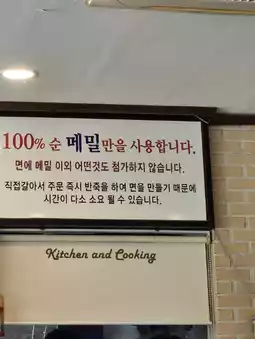 100% 순 메밀만을 사용합니다.
면에 메밀 이외 어떤것도 첨가하지 않습니다.
직접갈아서 주문 즉시 반죽을 하여 면을 만들기 때문에
시간이 다소 소요 될 수 있습니다.
Kitchen and Cooking